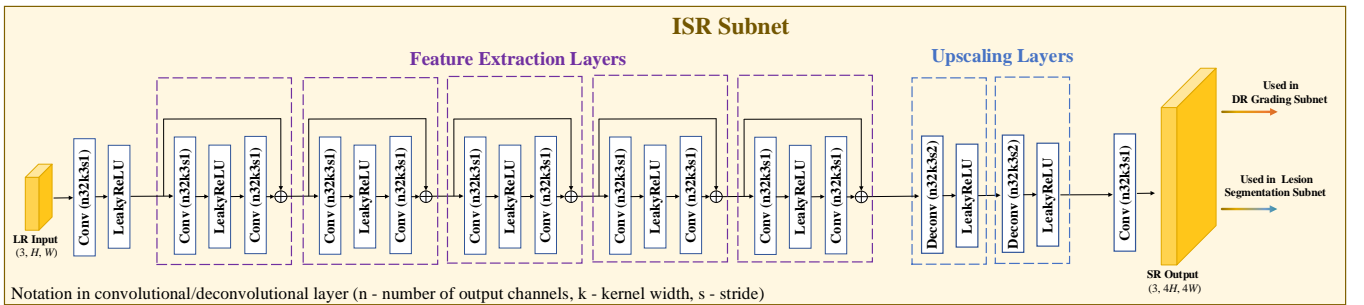 ISR Subnet
Feature Extraction Layers
Upscaling Layers
LR Input
(3, H, W)
Conv (n32k3s1)
LeakyReLU
Conv (n32k3s1)
LeakyReLU
Conv (n32k3s1)
Conv (n32k3s1)
LeakyReLU
Conv (n32k3s1)
Conv (n32k3s1)
LeakyReLU
Conv (n32k3s1)
Conv (n32k3s1)
LeakyReLU
Conv (n32k3s1)
Conv (n32k3s1)
LeakyReLU
Conv (n32k3s1)
Deconv (n32k3s2)
LeakyReLU
Deconv (n32k3s2)
LeakyReLU
Conv (n32k3s1)
SR Output
(3, 4H, 4W)
Used in
DR Grading Subnet
Used in Lesion
Segmentation Subnet
Notation in convolutional/deconvolutional layer (n - number of output channels, k - kernel width, s - stride)